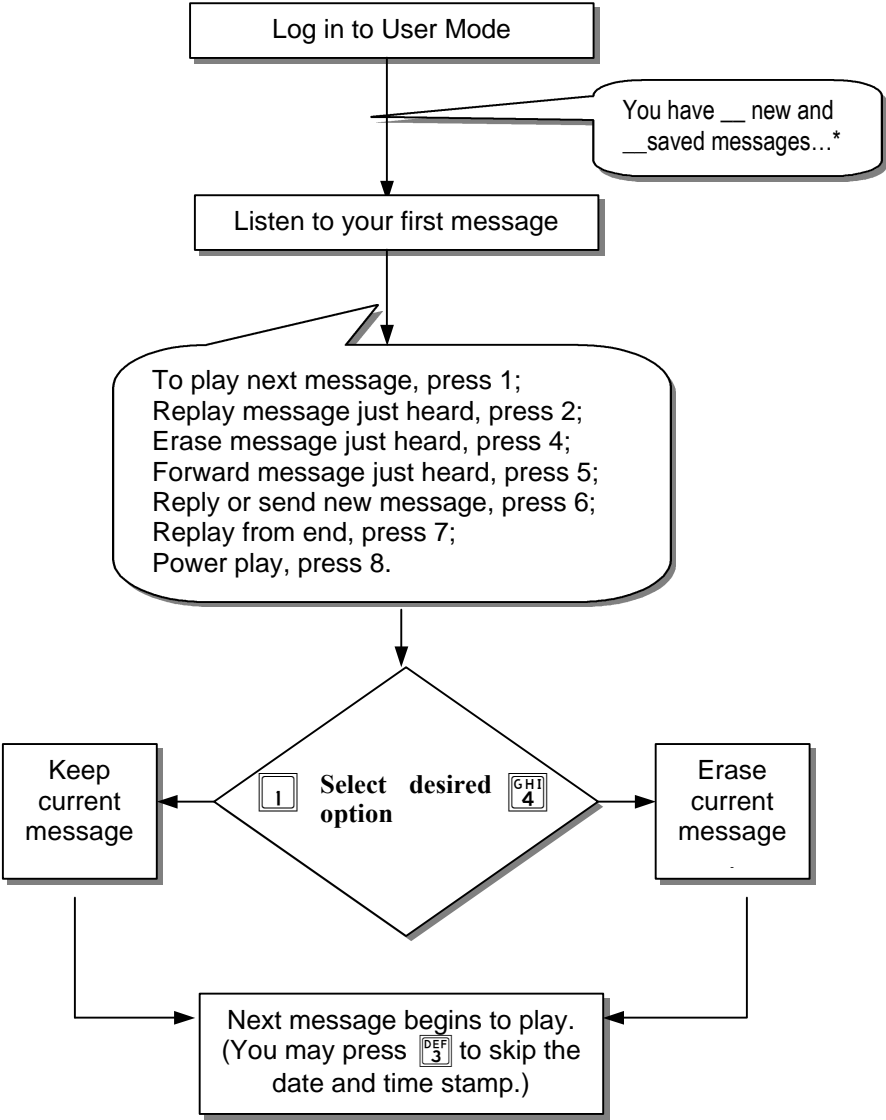 Log in to User Mode
You have __ new and
__saved messages…*
Listen to your first message
To play next message, press 1;
Replay message just heard, press 2;
Erase message just heard, press 4;
Forward message just heard, press 5;
Reply or send new message, press 6;
Replay from end, press 7;
Power play, press 8.
Keep
current
message
1 Select desired GHI 4
option
Erase
current
message
.
Next message begins to play.
(You may press DEF 3 to skip the
date and time stamp.)